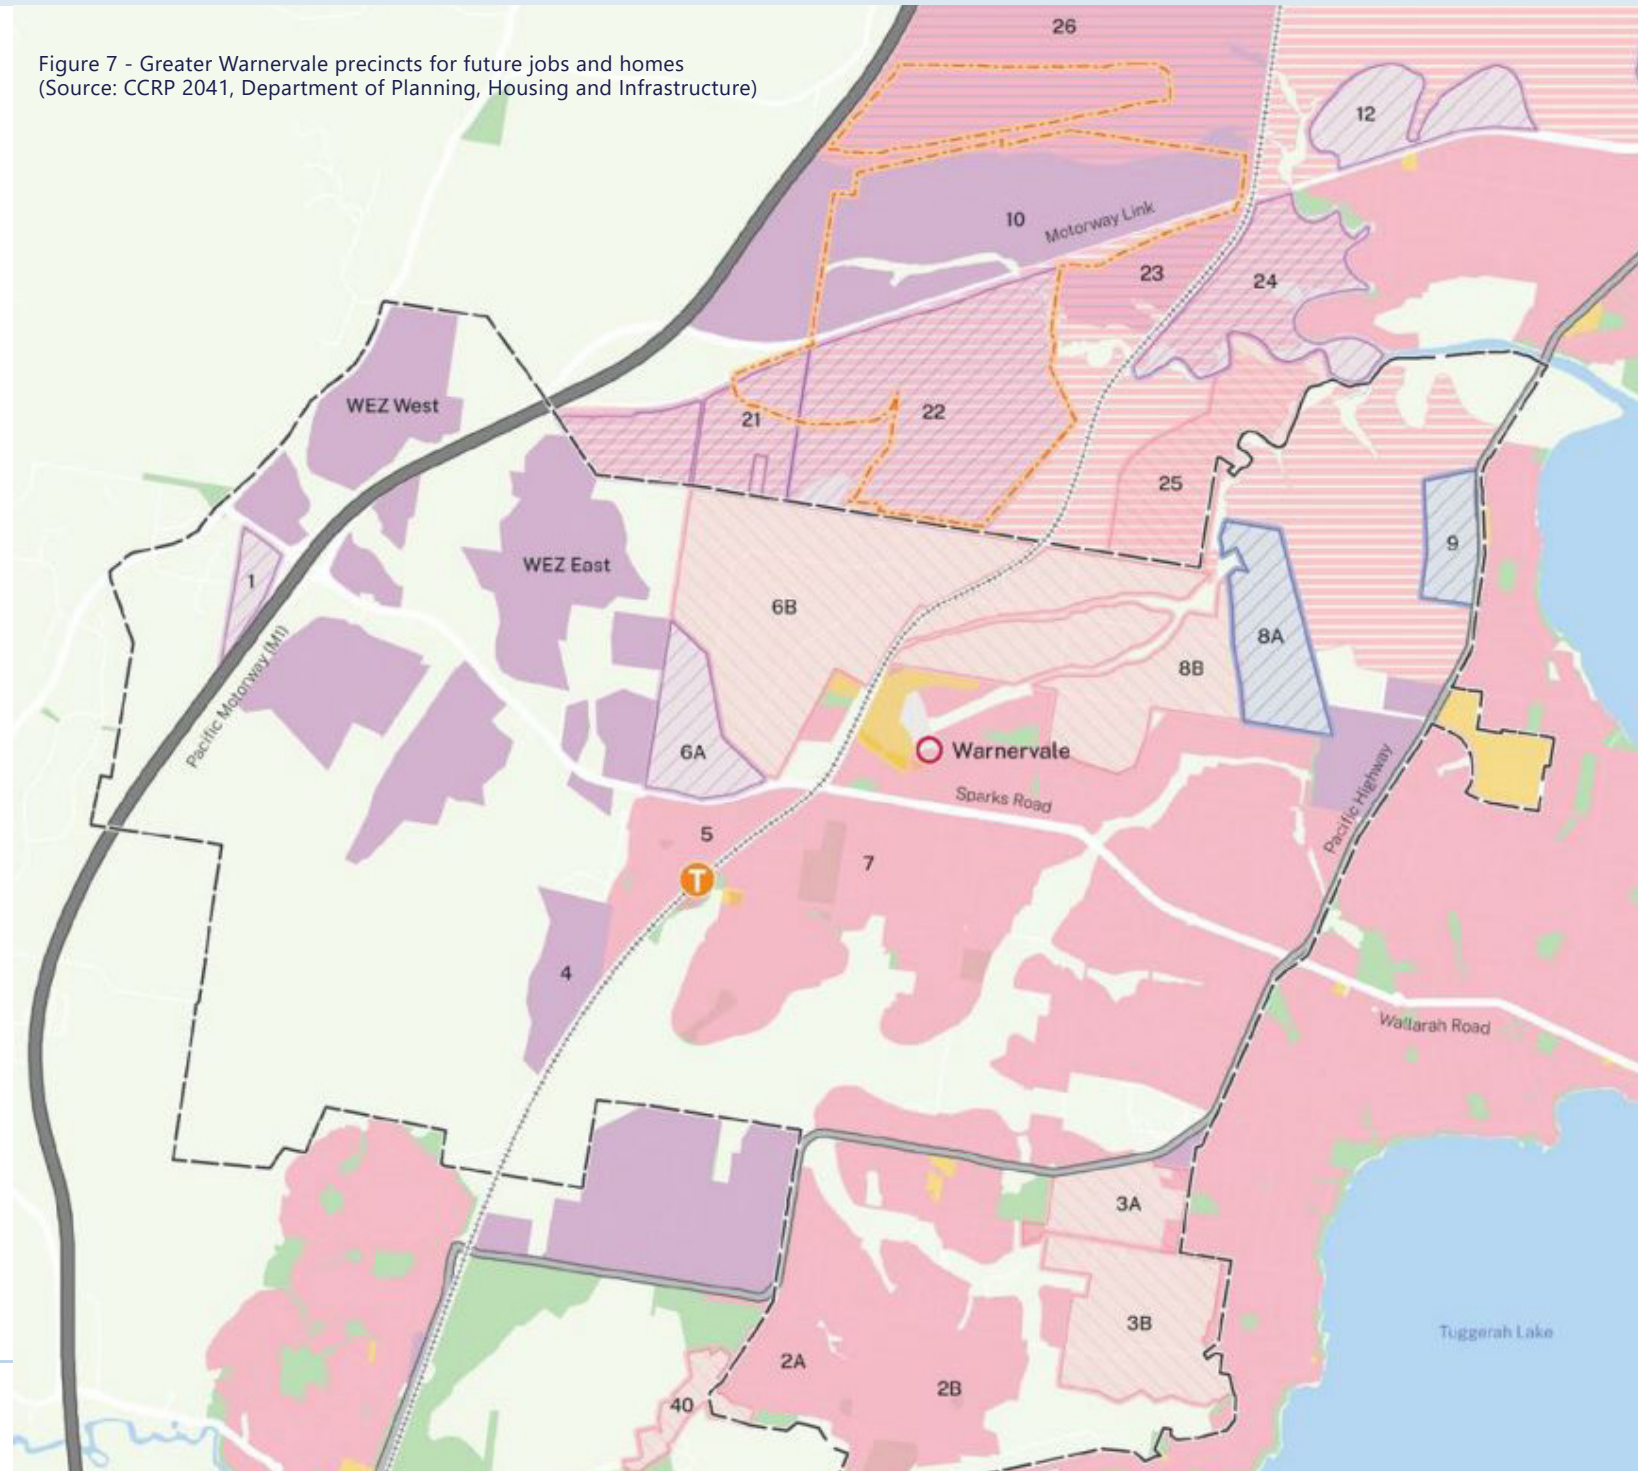 Figure 7 - Greater Warnervale precincts for future jobs and homes
(Source: CCRP 2041, Department of Planning, Housing and Infrastructure)
26
12
10
Motorway Link
23
24
WEZ West
21
22
25
9
WEZ East
1
6B
8A
8B
Pacific Motorway (M1)
6A
Warnervale
Sparks Road
Pacific Highway
5
T
7
4
Wallarah Road
3A
3B
Tuggerah Lake
2A
2B
40